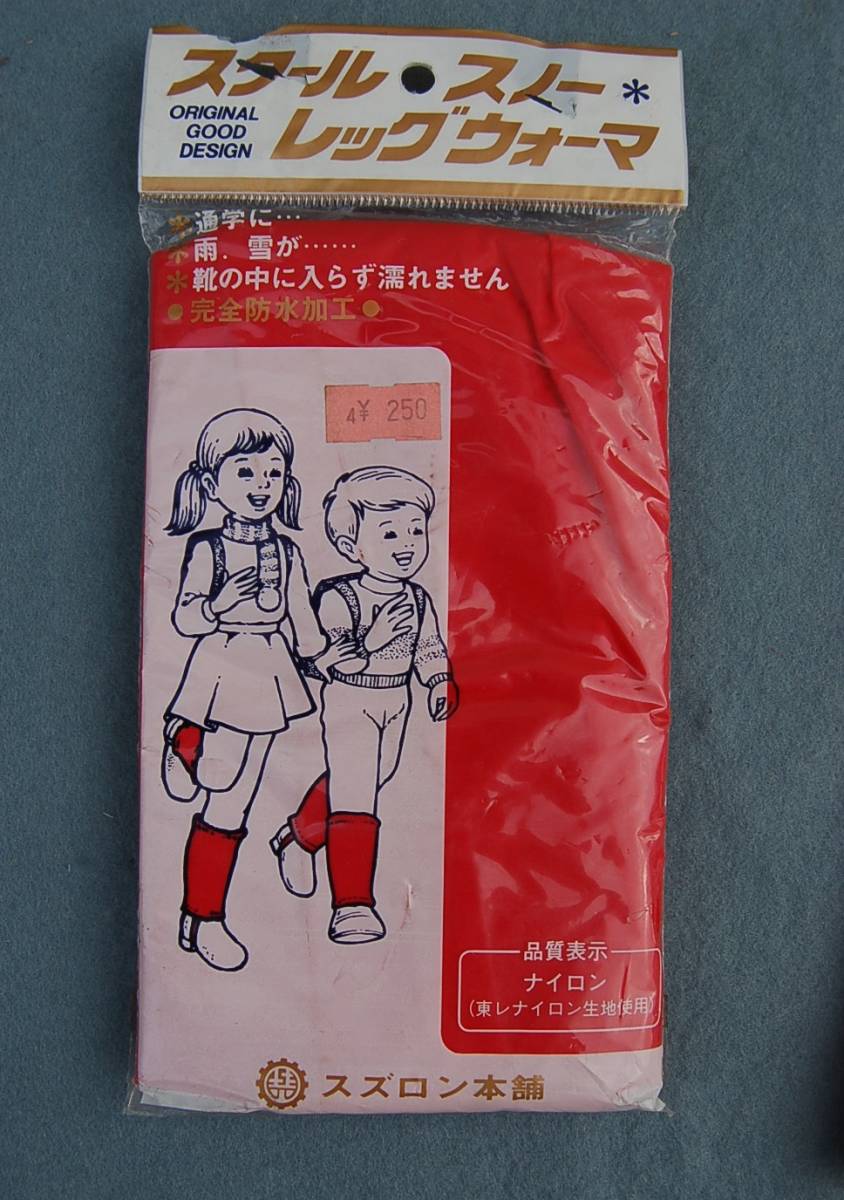 スクール・スノー*
ORIGINAL
GOOD
DESIGN
レッグウォーマ
*通学に…
*雨．雪が……
*靴の中に入らず濡れません
●完全防水加工●
4¥ 250
品質表示
ナイロン
(東レナイロン生地使用)
スズロン本舗